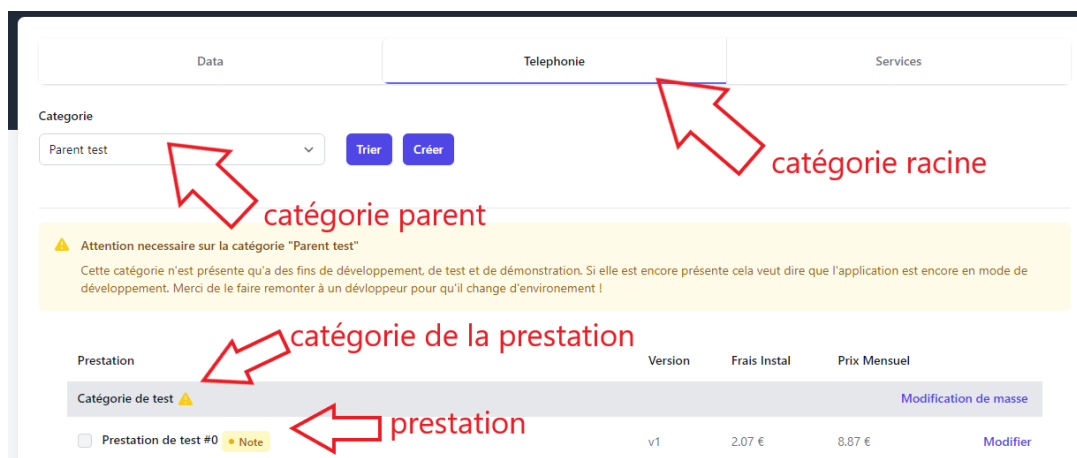 Data
Telephonie
Services
Categorie
Parent test
Trier
Créer
catégorie racine
catégorie parent
Attention necessaire sur la catégorie "Parent test"
Cette catégorie n'est présente qu'a des fins de développement, de test et de démonstration. Si elle est encore présente cela veut dire que l'application est encore en mode de
développement. Merci de le faire remonter à un dévloppeur pour qu'il change d'environement !
catégorie de la prestation
Prestation
Version
Frais Instal
Prix Mensuel
Catégorie de test
Modification de masse
prestation
Prestation de test #0
Note
v1
2.07 €
8.87 €
Modifier